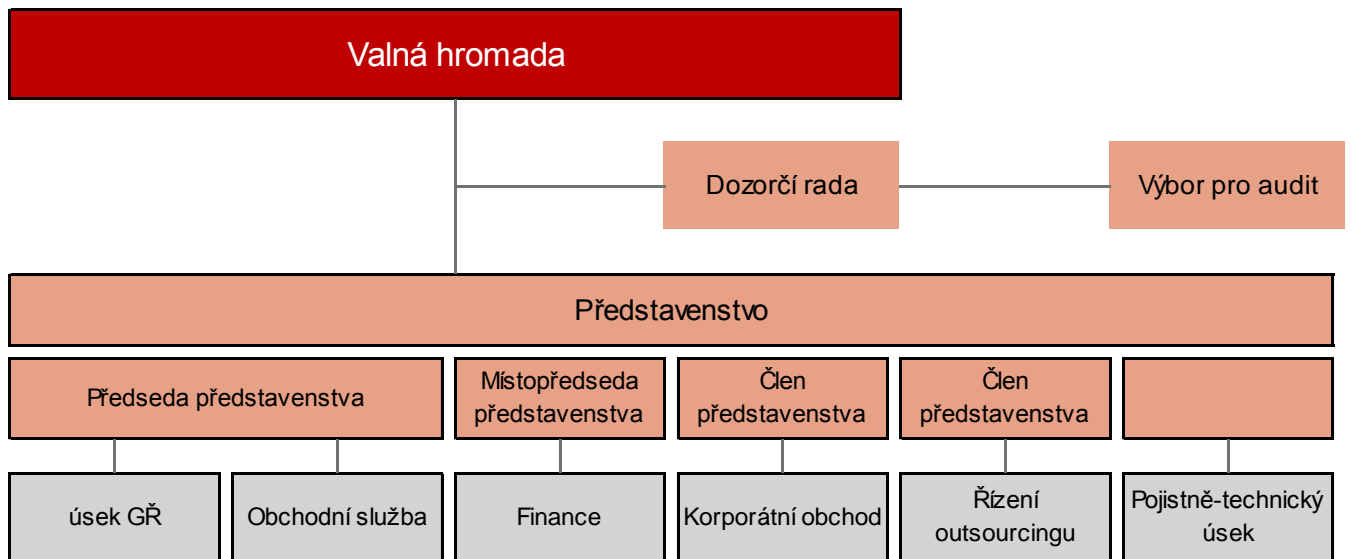 Valná hromada
Dozorčí rada
Výbor pro audit
Představenstvo
Předseda představenstva
Místopředseda
představenstva
Člen
představenstva
Člen
představenstva
úsek GŘ
Obchodní služba
Finance
Korporátní obchod
Řízení
outsourcingu
Pojistně-technický
úsek